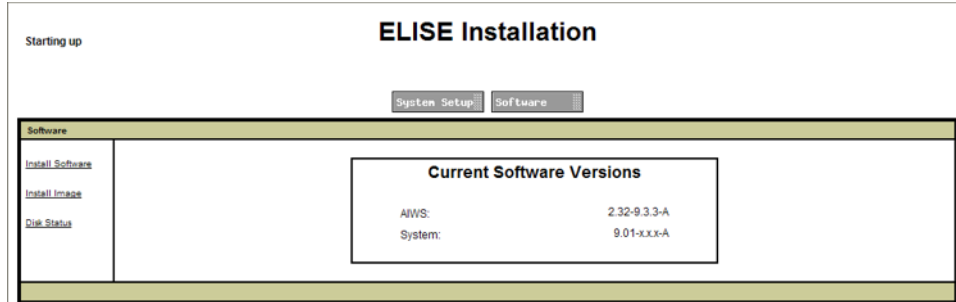 Starting up
ELISE Installation
System Setup
Software
Software
Install Software
Install Image
Disk Status
Current Software Versions
AIWS: 2.32-9.3.3-A
System: 9.01-x.x.x-A